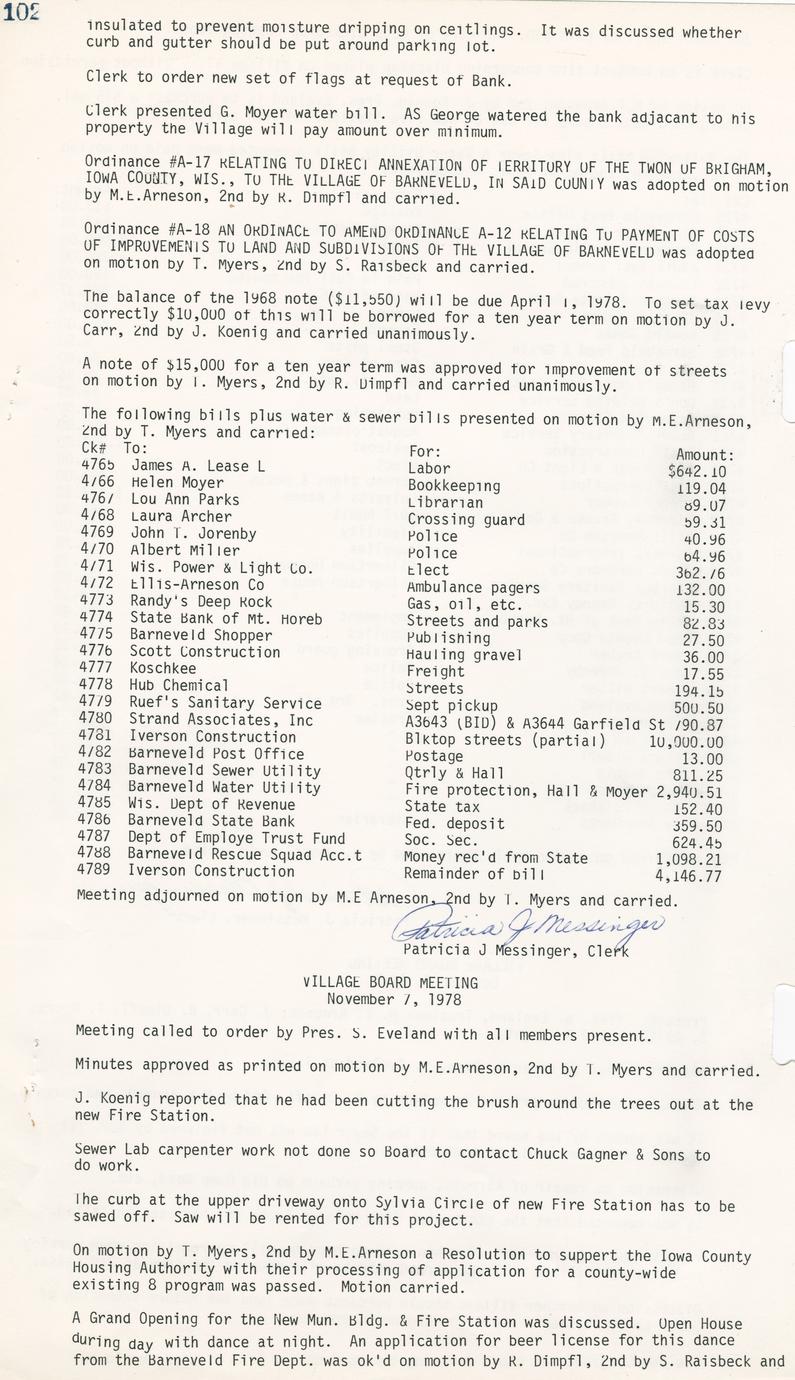 102
insulated to prevent moisture dripping on ceitlings. It was discussed whether
curb and gutter should be put around parking lot.
Clerk to order new set of flags at request of Bank.
Clerk presented G. Moyer water bill. AS George watered the bank adjacant to his
property the Village will pay amount over minimum.
Ordinance #A-17 RELATING TO DIRECT ANNEXATION OF TERRITORY OF THE TWON OF BRIGHAM,
IOWA COUNTY, WIS., TO THE VILLAGE OF BARNEVELD, IN SAID COUNTY was adopted on motion
by M.E.Arneson, 2nd by R. Dimpfl and carried.
Ordinance #A-18 AN ORDINACE TO AMEND ORDINANCE A-12 RELATING TO PAYMENT OF COSTS
OF IMPROVEMENTS TO LAND AND SUBDIVISIONS OF THE VILLAGE OF BARNEVELD was adopted
on motion by T. Myers, 2nd by S. Raisbeck and carried.
The balance of the 1968 note ($11,550) will be due April 1, 1978. To set tax levy
correctly $10,000 of this will be borrowed for a ten year term on motion by J.
Carr, 2nd by J. Koenig and carried unanimously.
A note of $15,000 for a ten year term was approved for improvement of streets
on motion by T. Myers, 2nd by R. Dimpfl and carried unanimously.
The following bills plus water & sewer bills presented on motion by M.E.Arneson,
2nd by T. Myers and carried:
Ck# To: For: Amount:
4765 James A. Lease L Labor $642.10
4766 Helen Moyer Bookkeeping 119.04
4767 Lou Ann Parks Librarian 89.07
4768 Laura Archer Crossing guard 59.31
4769 John T. Jorenby Police 40.96
4770 Albert Miller Police 64.96
4771 Wis. Power & Light Co. Elect 362.76
4772 Ellis-Arneson Co Ambulance pagers 132.00
4773 Randy's Deep Rock Gas, oil, etc. 15.30
4774 State Bank of Mt. Horeb Streets and parks 82.83
4775 Barneveld Shopper Publishing 27.50
4776 Scott Construction Hauling gravel 36.00
4777 Koschkee Freight 17.55
4778 Hub Chemical Streets 194.15
4779 Ruef's Sanitary Service Sept pickup 500.50
4780 Strand Associates, Inc A3643 (BID) & A3644 Garfield St 790.87
4781 Iverson Construction Blktop streets (partial) 10,000.00
4782 Barneveld Post Office Postage 13.00
4783 Barneveld Sewer Utility Qtrly & Hall 811.25
4784 Barneveld Water Utility Fire protection, Hall & Moyer 2,940.51
4785 Wis. Dept of Revenue State tax 152.40
4786 Barneveld State Bank Fed. deposit 359.50
4787 Dept of Employe Trust Fund Soc. Sec. 624.45
4788 Barneveld Rescue Squad Acc.t Money rec'd from State 1,098.21
4789 Iverson Construction Remainder of bill 4,146.77
Meeting adjourned on motion by M.E Arneson, 2nd by T. Myers and carried.
Patricia J Messinger
Patricia J Messinger, Clerk
VILLAGE BOARD MEETING
November 7, 1978
Meeting called to order by Pres. S. Eveland with all members present.
Minutes approved as printed on motion by M.E.Arneson, 2nd by T. Myers and carried.
J. Koenig reported that he had been cutting the brush around the trees out at the
new Fire Station.
Sewer Lab carpenter work not done so Board to contact Chuck Gagner & Sons to
do work.
The curb at the upper driveway onto Sylvia Circle of new Fire Station has to be
sawed off. Saw will be rented for this project.
On motion by T. Myers, 2nd by M.E.Arneson a Resolution to suppert the Iowa County
Housing Authority with their processing of application for a county-wide
existing 8 program was passed. Motion carried.
A Grand Opening for the New Mun. Bldg. & Fire Station was discussed. Open House
during day with dance at night. An application for beer license for this dance
from the Barneveld Fire Dept. was ok'd on motion by R. Dimpfl, 2nd by S. Raisbeck and